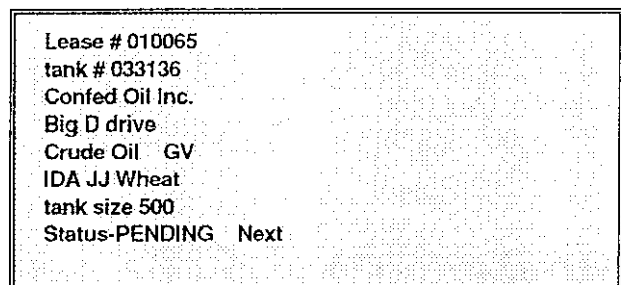 Lease # 010065
tank # 033136
Confed Oil Inc.
Big D drive
Crude Oil GV
IDA JJ Wheat
tank size 500
Status-PENDING Next